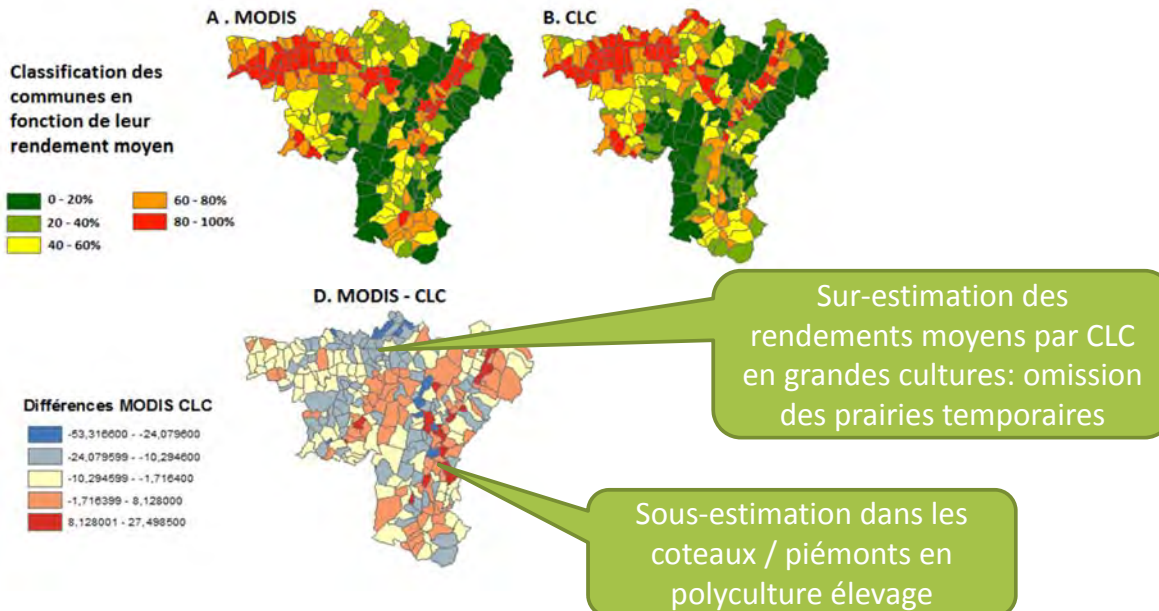 A . MODIS
B. CLC
Classification des
communes en
fonction de leur
rendement moyen
0 - 20%
20 - 40%
40 - 60%
60 - 80%
80 - 100%
D. MODIS - CLC
Différences MODIS CLC
-53,316600 - -24,079600
-24,079599 - -10,294600
-10,294599 - -1,716400
-1,716399 - 8,128000
8,128001 - 27,498500
Sur-estimation des
rendements moyens par CLC
en grandes cultures: omission
des prairies temporaires
Sous-estimation dans les
coteaux / piémonts en
polyculture élevage